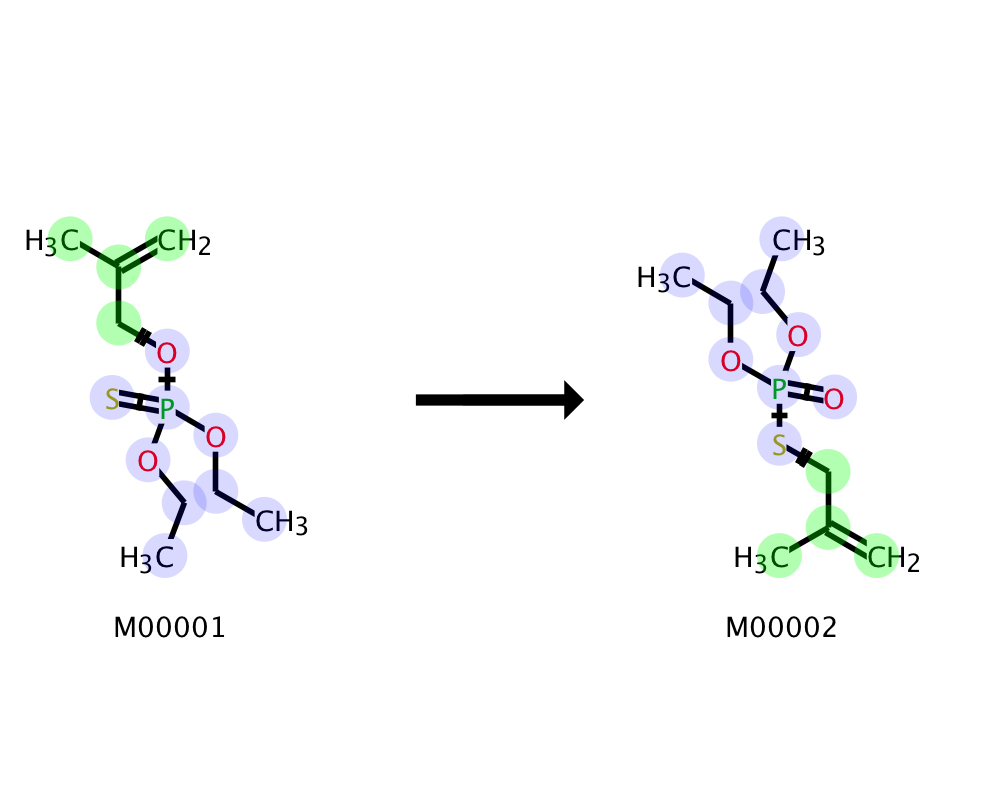 H3C CH2
O
S P
O
O
CH3
H3C
M00001
CH3
H3C
O
O
P O
S
H3C CH2
M00002